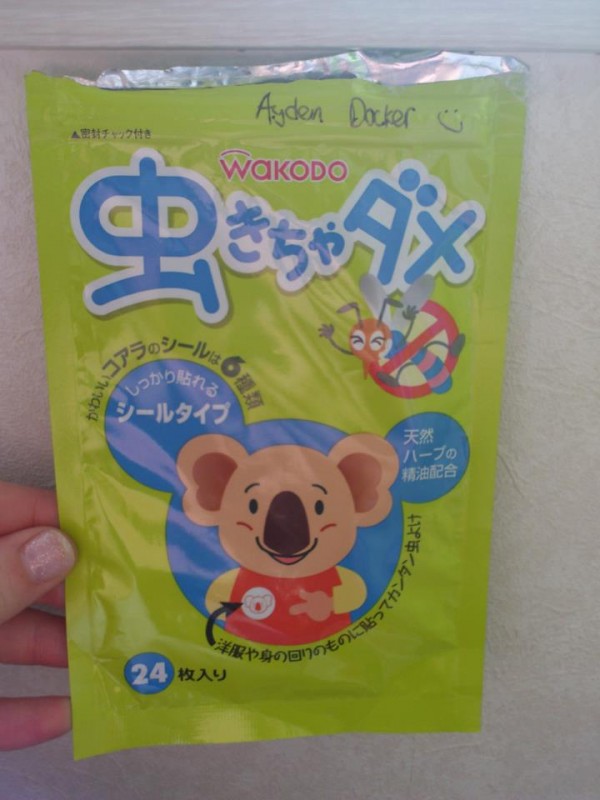 Ayden Docker
▲密封チャック付き
WAKODO
虫きちゃダメ
かわいいコアラのシールは6種類
しっかり貼れる
シールタイプ
天然
ハーブの
精油配合
洋服や身の回りのものに貼ってカンタン虫よけ
24枚入り